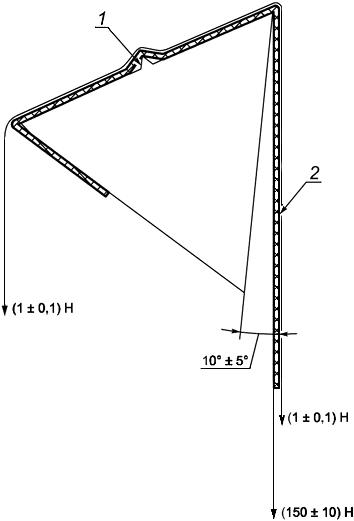 1
2
(1 ± 0,1) Н
10° ± 5°
(1 ± 0,1) Н
(150 ± 10) Н